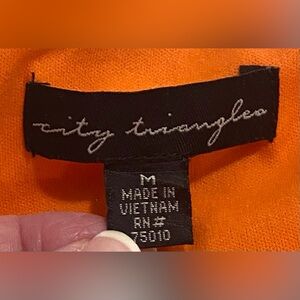 city triangles
M
MADE IN
VIETNAM
RN#
75010